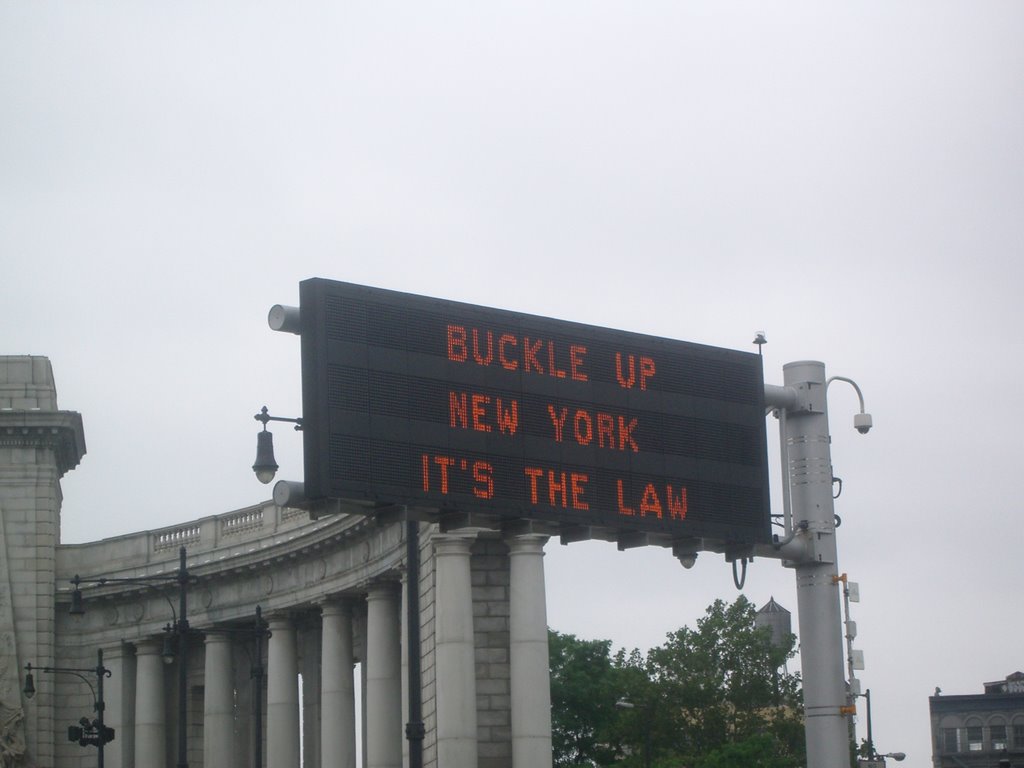 BUCKLE UP
NEW YORK
IT'S THE LAW